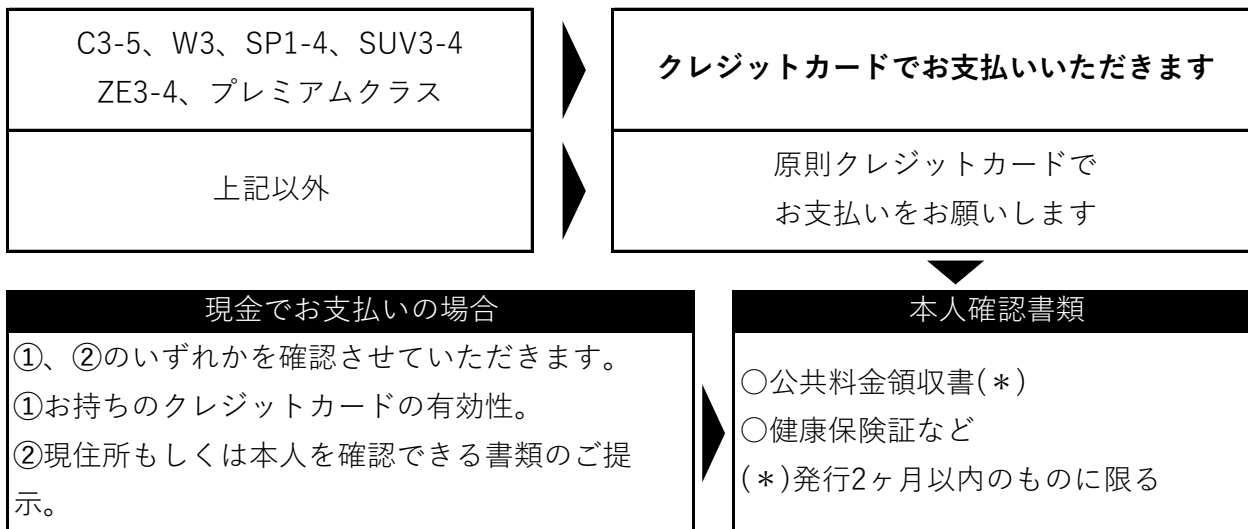 C3-5、W3、SP1-4、SUV3-4
ZE3-4、プレミアムクラス
クレジットカードでお支払いいただきます
上記以外
原則クレジットカードで
お支払いをお願いします
現金でお支払いの場合
①、②のいずれかを確認させていただきます。
①お持ちのクレジットカードの有効性。
②現住所もしくは本人を確認できる書類のご提
示。
本人確認書類
○公共料金領収書(＊)
○健康保険証など
(＊)発行2ヶ月以内のものに限る